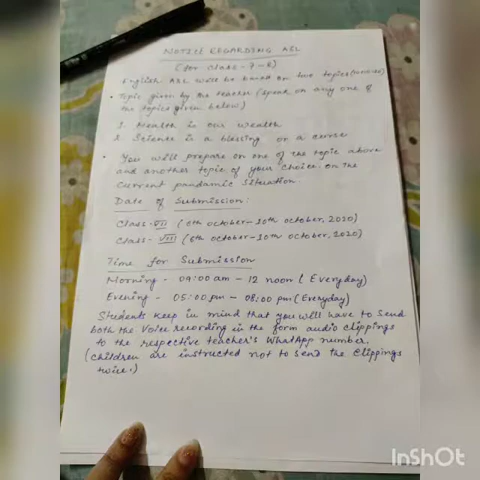 NOTICE REGARDING ASL
(for class - 7-8)
English ASL will be based on two topics
• Topic given by the teacher (speak on any one of
the topics given below)
1. Health is our wealth
2. Science is a blessing or a curse
• You will prepare on one of the topic above
and another topic of your choice on the
current pandamic situation.
Date of Submission:
Class - VII (6th october - 10th october, 2020)
Class - VIII (6th october - 10th october, 2020)
Time for Submission
Morning - 09:00 am - 12 noon (Everyday)
Evening - 05:00 pm - 08:00 pm (Everyday)
Students keep in mind that you will have to send
both the Voice recording in the form audio clippings
to the respective teacher's WhatApp number.
(Children are instructed not to send the clippings
twice.)
InShOt